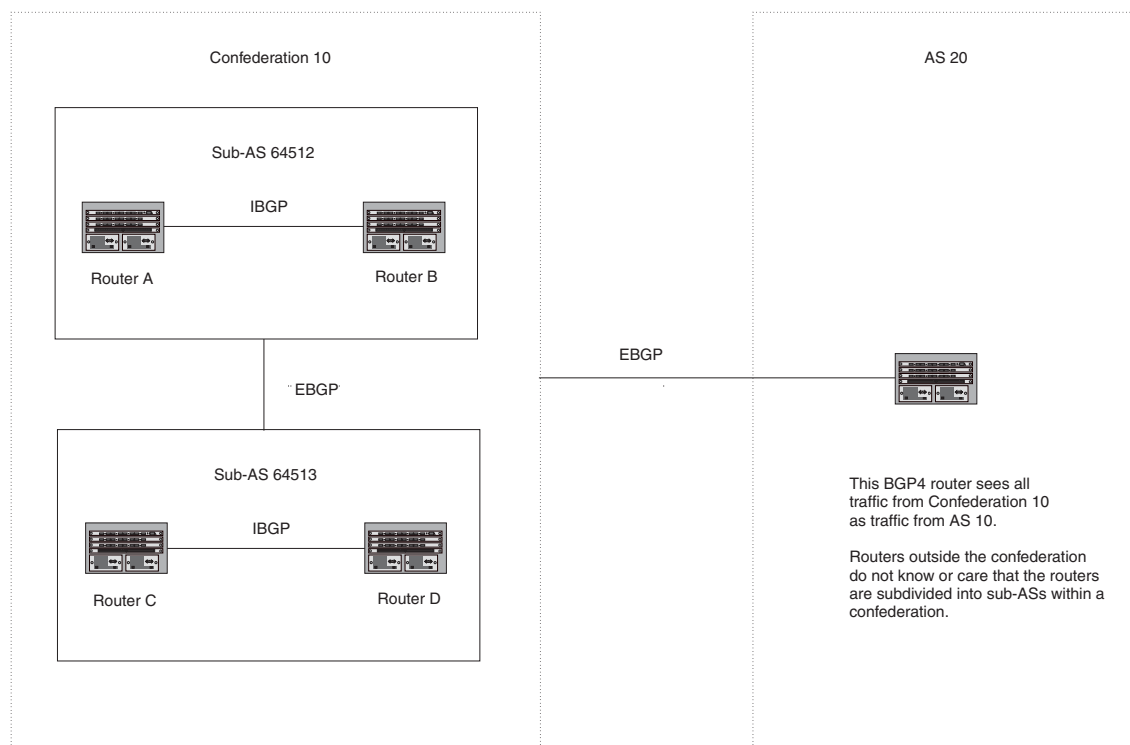 Confederation 10
AS 20
Sub-AS 64512
IBGP
Router A
Router B
EBGP
EBGP
Sub-AS 64513
IBGP
Router C
Router D
This BGP4 router sees all
traffic from Confederation 10
as traffic from AS 10.
Routers outside the confederation
do not know or care that the routers
are subdivided into sub-ASs within a
confederation.